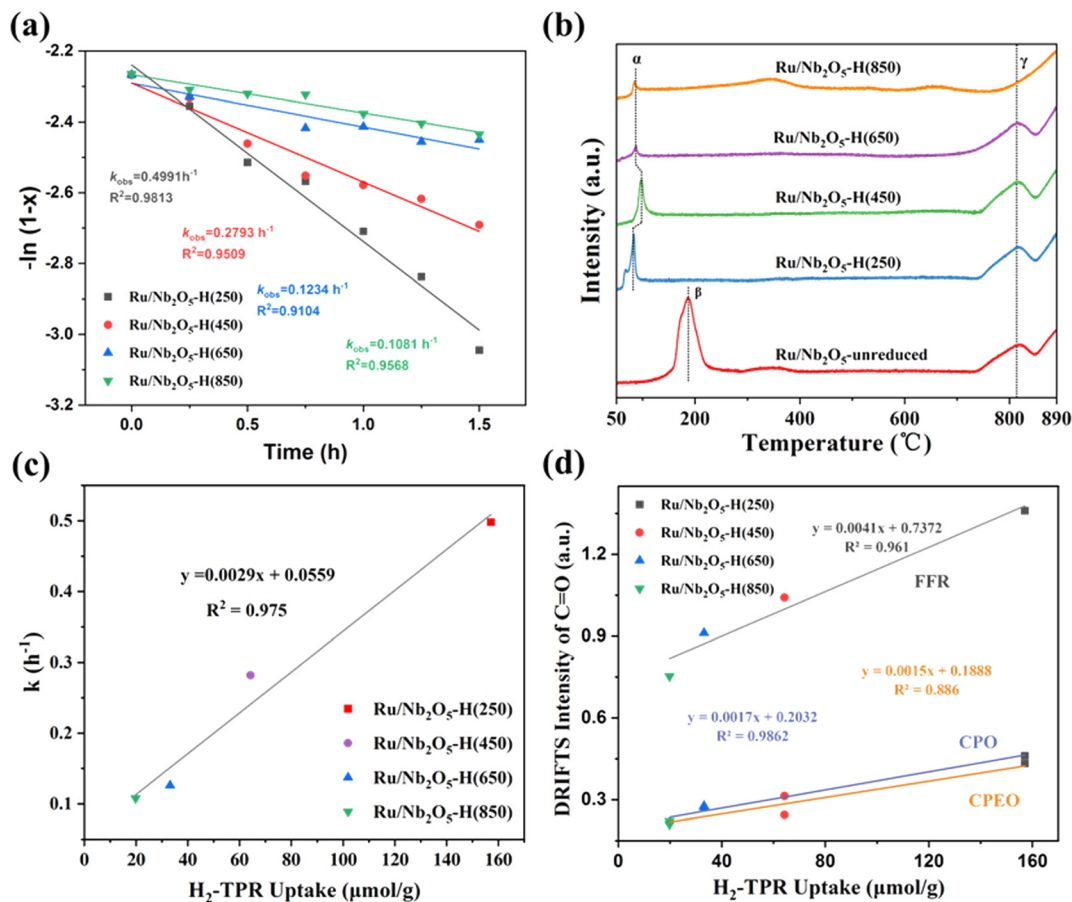 (a)
-2.2
-2.4
-2.6
-2.8
-3.0
-3.2
-ln (1-x)
k_obs=0.4991h⁻¹
R²=0.9813
k_obs=0.2793 h⁻¹
R²=0.9509
k_obs=0.1234 h⁻¹
R²=0.9104
k_obs=0.1081 h⁻¹
R²=0.9568
Ru/Nb₂O₅-H(250)
Ru/Nb₂O₅-H(450)
Ru/Nb₂O₅-H(650)
Ru/Nb₂O₅-H(850)
0.0 0.5 1.0 1.5
Time (h)
(b)
Intensity (a.u.)
α
γ
β
Ru/Nb₂O₅-H(850)
Ru/Nb₂O₅-H(650)
Ru/Nb₂O₅-H(450)
Ru/Nb₂O₅-H(250)
Ru/Nb₂O₅-unreduced
50 200 400 600 800 890
Temperature (℃)
(c)
0.5
0.4
0.3
0.2
0.1
k (h⁻¹)
y =0.0029x + 0.0559
R² = 0.975
Ru/Nb₂O₅-H(250)
Ru/Nb₂O₅-H(450)
Ru/Nb₂O₅-H(650)
Ru/Nb₂O₅-H(850)
0 20 40 60 80 100 120 140 160
H₂-TPR Uptake (μmol/g)
(d)
1.2
0.9
0.6
0.3
DRIFTS Intensity of C=O (a.u.)
Ru/Nb₂O₅-H(250)
Ru/Nb₂O₅-H(450)
Ru/Nb₂O₅-H(650)
Ru/Nb₂O₅-H(850)
y = 0.0041x + 0.7372
R² = 0.961
FFR
y = 0.0015x + 0.1888
R² = 0.886
y = 0.0017x + 0.2032
R² = 0.9862
CPO
CPEO
0 40 80 120 160
H₂-TPR Uptake (μmol/g)